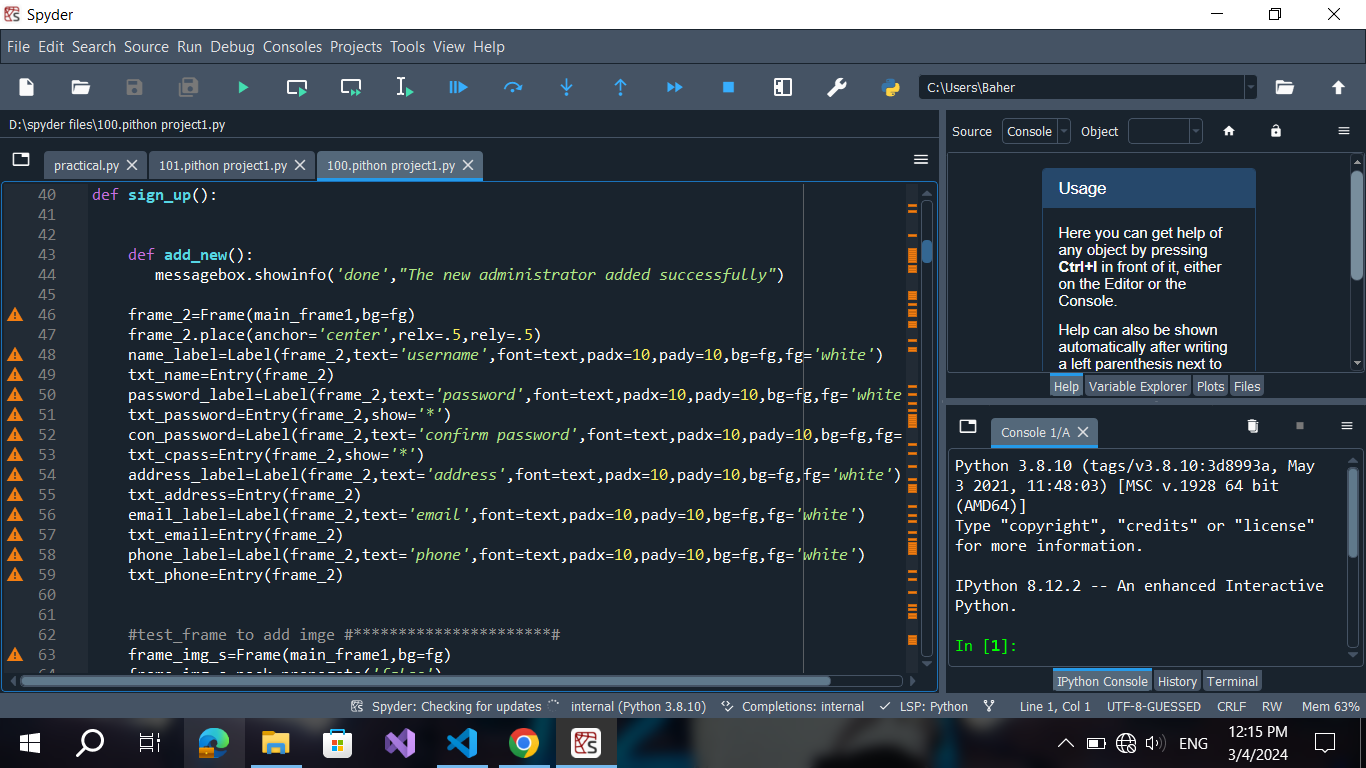 Spyder
File Edit Search Source Run Debug Consoles Projects Tools View Help
C:\Users\Baher
D:\spyder files\100.pithon project1.py
practical.py
101.pithon project1.py
100.pithon project1.py
40 def sign_up():
41
42
43 def add_new():
44 messagebox.showinfo('done',"The new administrator added successfully")
45
46 frame_2=Frame(main_frame1,bg=fg)
47 frame_2.place(anchor='center',relx=.5,rely=.5)
48 name_label=Label(frame_2,text='username',font=text,padx=10,pady=10,bg=fg,fg='white')
49 txt_name=Entry(frame_2)
50 password_label=Label(frame_2,text='password',font=text,padx=10,pady=10,bg=fg,fg='white
51 txt_password=Entry(frame_2,show='*')
52 con_password=Label(frame_2,text='confirm password',font=text,padx=10,pady=10,bg=fg,fg=
53 txt_cpass=Entry(frame_2,show='*')
54 address_label=Label(frame_2,text='address',font=text,padx=10,pady=10,bg=fg,fg='white')
55 txt_address=Entry(frame_2)
56 email_label=Label(frame_2,text='email',font=text,padx=10,pady=10,bg=fg,fg='white')
57 txt_email=Entry(frame_2)
58 phone_label=Label(frame_2,text='phone',font=text,padx=10,pady=10,bg=fg,fg='white')
59 txt_phone=Entry(frame_2)
60
61
62 #test_frame to add imge #**********************#
63 frame_img_s=Frame(main_frame1,bg=fg)
Source Console Object
Usage
Here you can get help of
any object by pressing
Ctrl+I in front of it, either
on the Editor or the
Console.
Help can also be shown
automatically after writing
a left parenthesis next to
Help Variable Explorer Plots Files
Console 1/A
Python 3.8.10 (tags/v3.8.10:3d8993a, May
3 2021, 11:48:03) [MSC v.1928 64 bit
(AMD64)]
Type "copyright", "credits" or "license"
for more information.
IPython 8.12.2 -- An enhanced Interactive
Python.
In [1]:
IPython Console History Terminal
Spyder: Checking for updates internal (Python 3.8.10) Completions: internal LSP: Python Line 1, Col 1 UTF-8-GUESSED CRLF RW Mem 63%
ENG
12:15 PM
3/4/2024